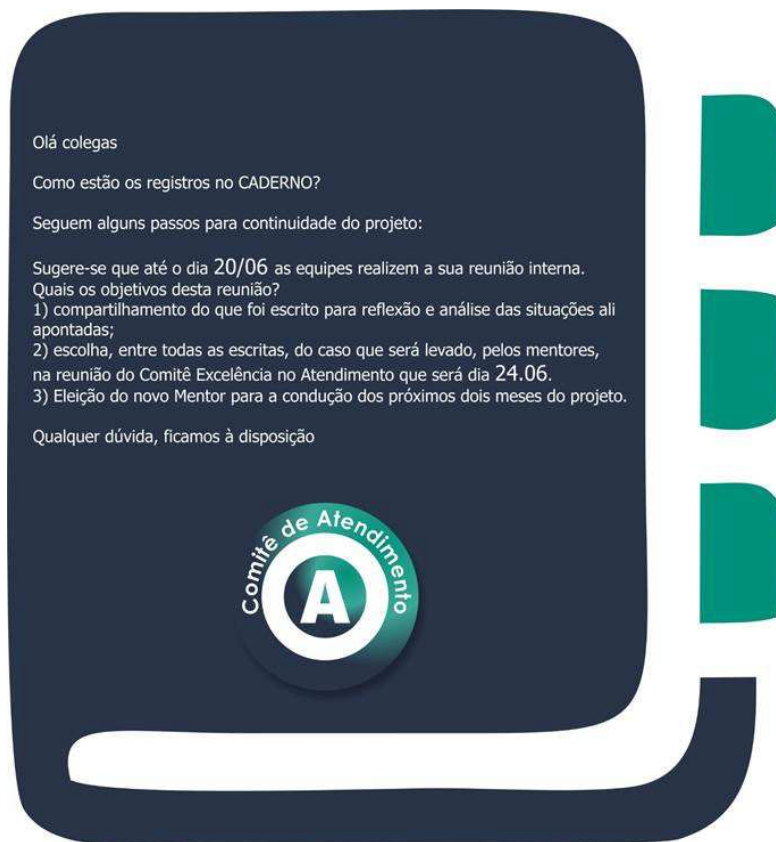 Olá colegas
Como estão os registros no CADERNO?
Seguem alguns passos para continuidade do projeto:
Sugere-se que até o dia 20/06 as equipes realizem a sua reunião interna.
Quais os objetivos desta reunião?
1) compartilhamento do que foi escrito para reflexão e análise das situações ali
apontadas;
2) escolha, entre todas as escritas, do caso que será levado, pelos mentores,
na reunião do Comitê Excelência no Atendimento que será dia 24.06.
3) Eleição do novo Mentor para a condução dos próximos dois meses do projeto.
Qualquer dúvida, ficamos à disposição
Comitê de Atendimento
A